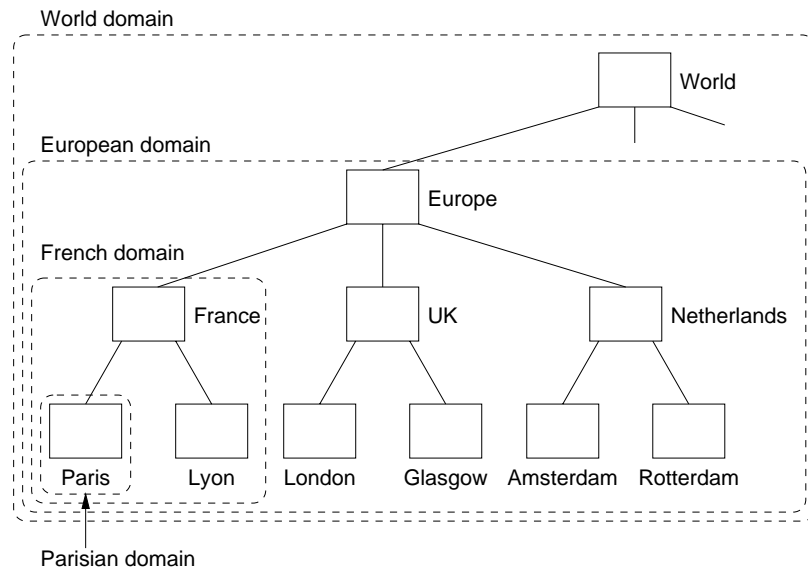 World domain
World
European domain
Europe
French domain
France
UK
Netherlands
Paris
Lyon
London
Glasgow
Amsterdam
Rotterdam
Parisian domain